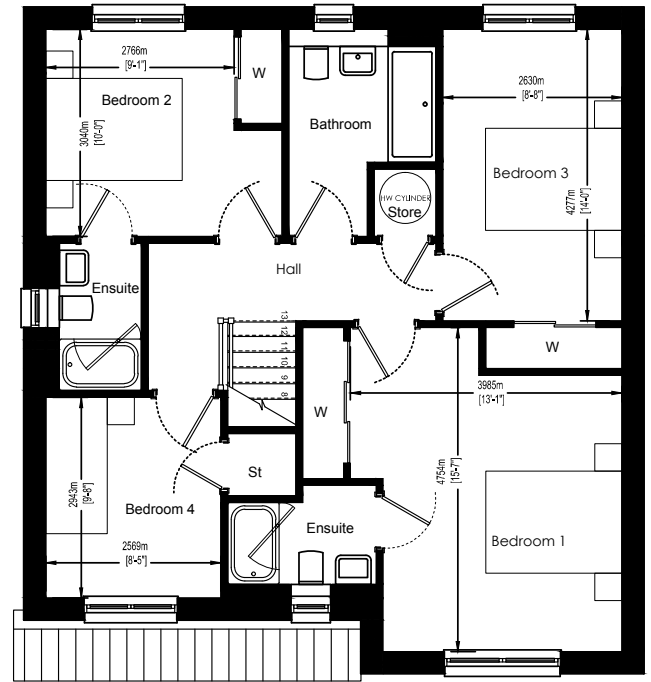 2766m
[9'-1"]
W
Bedroom 2
3040m
[10'-0"]
Bathroom
2630m
[8'-8"]
Bedroom 3
4277m
[14'-0"]
HW CYLINDER
Store
Hall
Ensuite
13
12
11
10
9
8
W
W
3985m
[13'-1"]
4754m
[15'-7"]
St
2943m
[9'-8"]
Bedroom 4
2569m
[8'-5"]
Ensuite
Bedroom 1